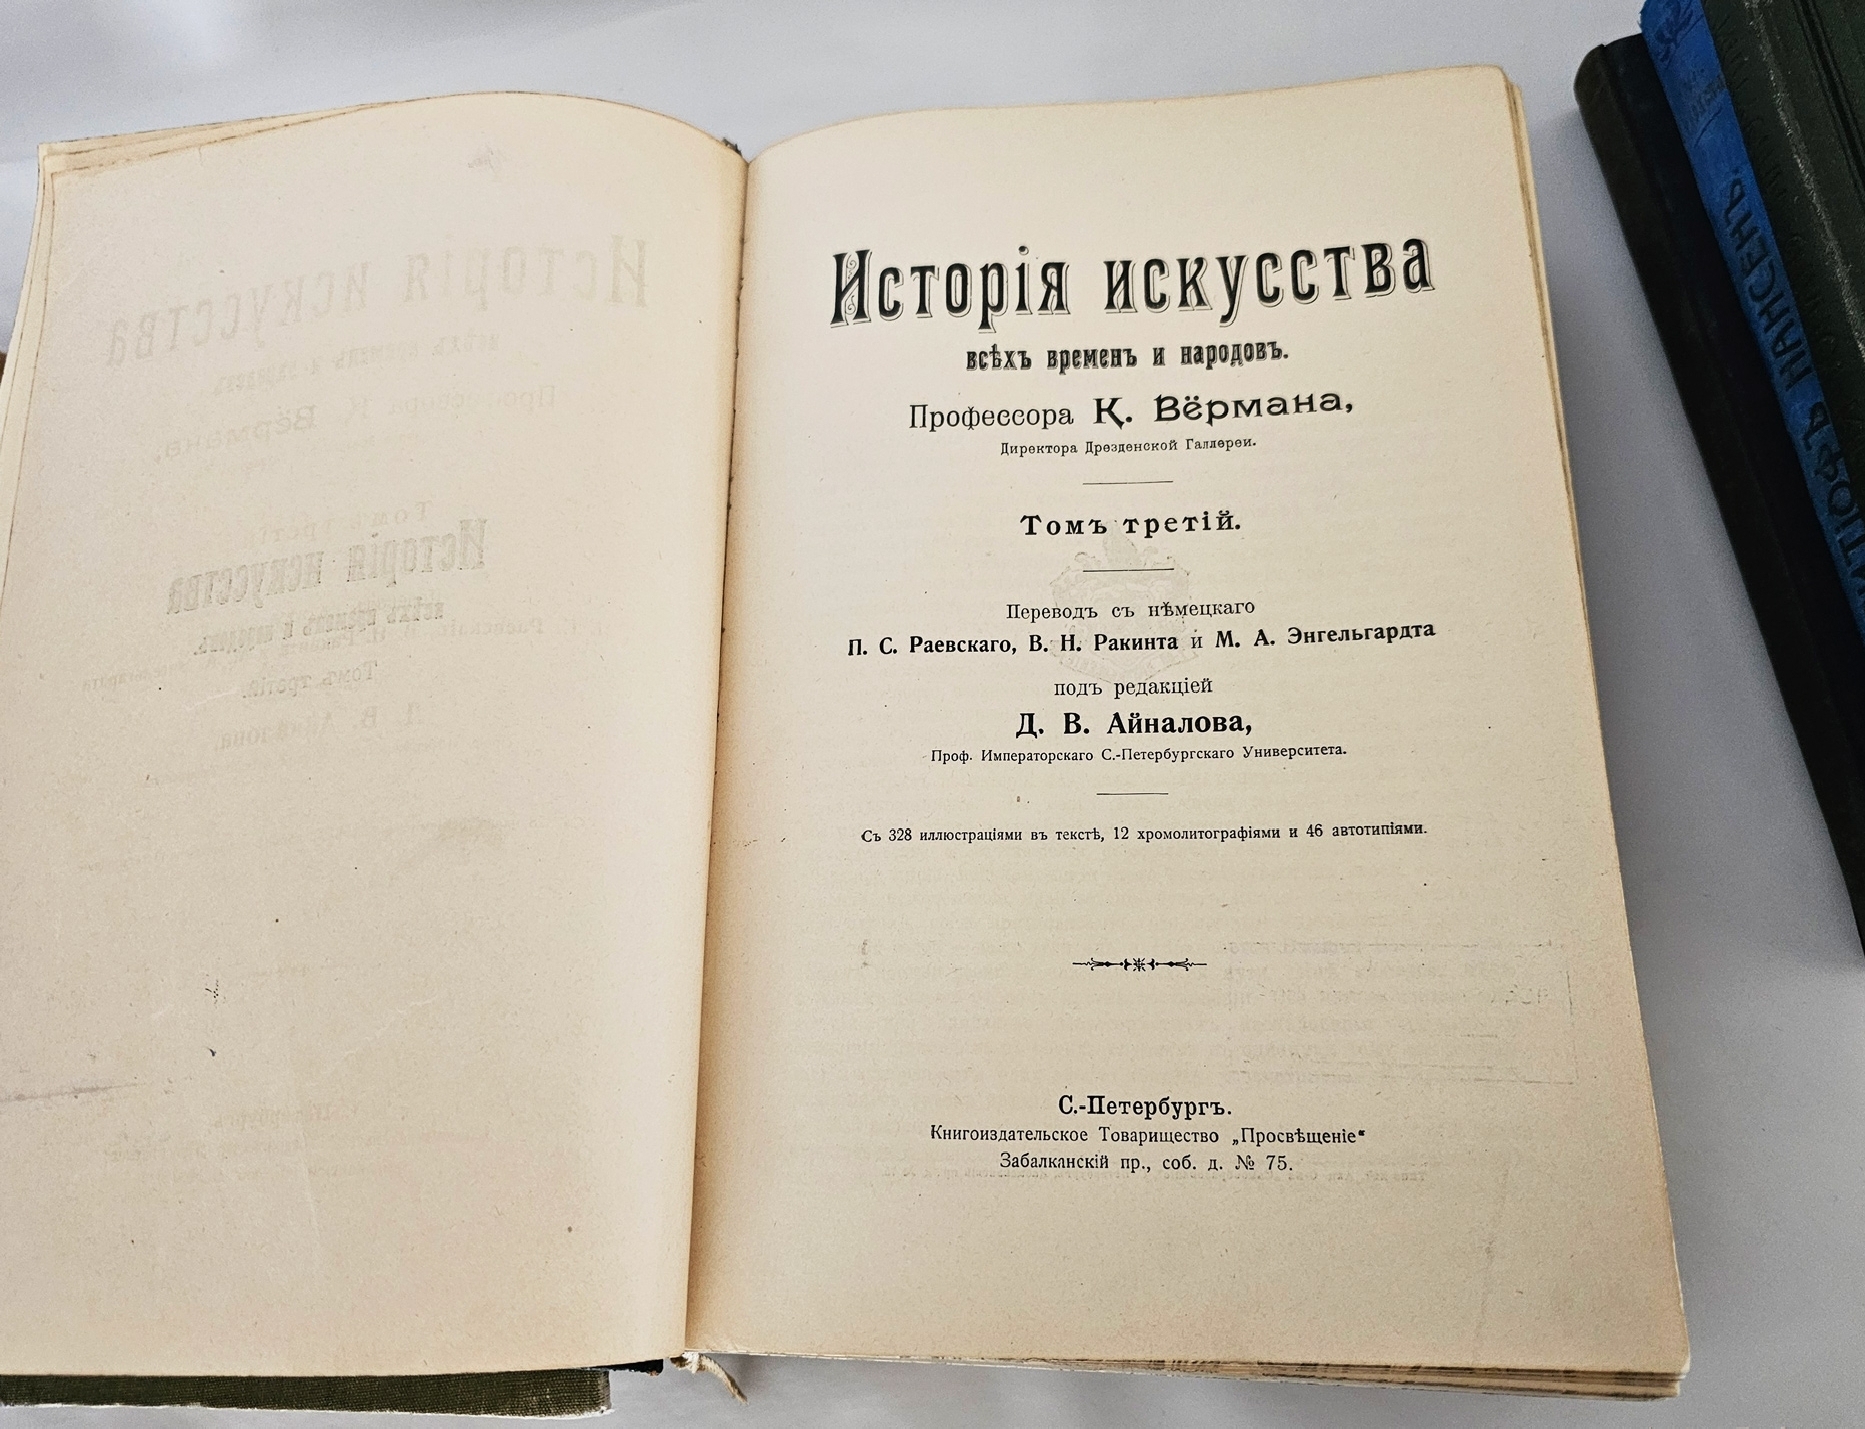 Исторія искусства
всѣхъ временъ и народовъ.
Профессора К. Вёрмана,
Директора Дрезденской Галлереи.
Томъ третій.
Переводъ съ нѣмецкаго
П. С. Раевскаго, В. Н. Ракинта и М. А. Энгельгардта
подъ редакціей
Д. В. Айналова,
Проф. Императорскаго С.-Петербургскаго Университета.
Съ 328 иллюстраціями въ текстѣ, 12 хромолитографіями и 46 автотипіями.
С.-Петербургъ.
Книгоиздательское Товарищество „Просвѣщеніе“
Забалканскій пр., соб. д. № 75.
НАНСЕНЪ.